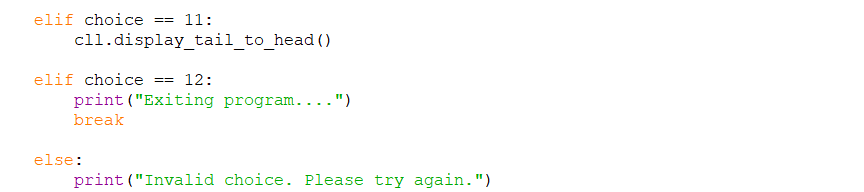 elif choice == 11:
    cll.display_tail_to_head()

elif choice == 12:
    print("Exiting program....")
    break

else:
    print("Invalid choice. Please try again.")